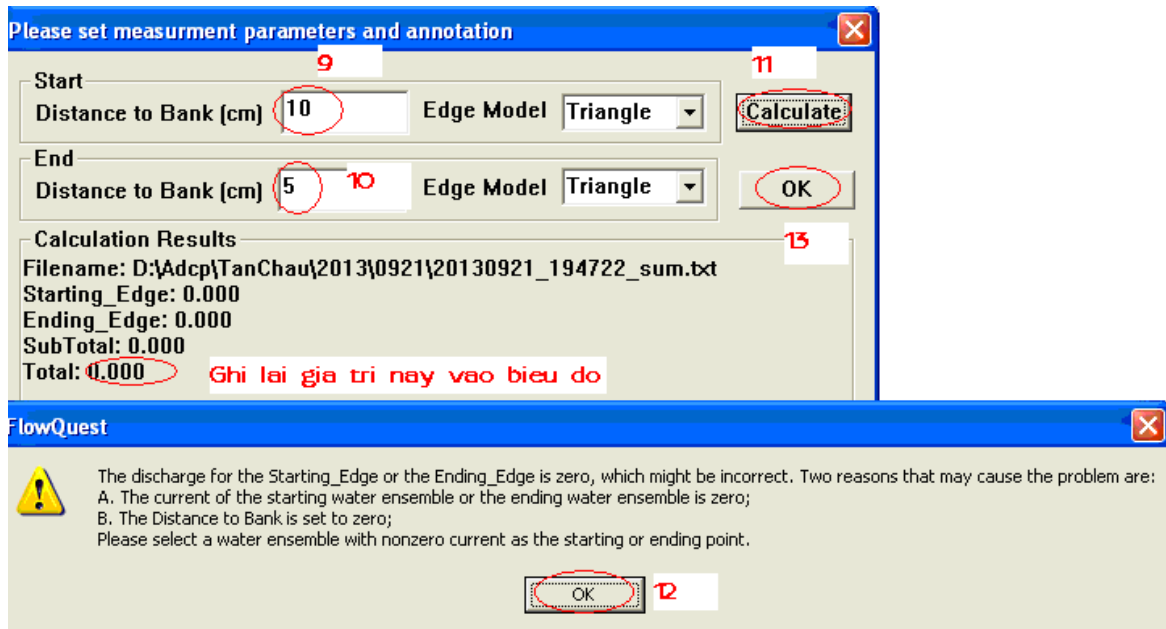 Please set measurment parameters and annotation
9
11
Start
Distance to Bank (cm) 10 Edge Model Triangle Calculate
End
Distance to Bank (cm) 5 10 Edge Model Triangle OK
13
Calculation Results
Filename: D:\Adcp\TanChau\2013\0921\20130921_194722_sum.txt
Starting_Edge: 0.000
Ending_Edge: 0.000
SubTotal: 0.000
Total: 0.000 Ghi lai gia tri nay vao bieu do
FlowQuest
The discharge for the Starting_Edge or the Ending_Edge is zero, which might be incorrect. Two reasons that may cause the problem are:
A. The current of the starting water ensemble or the ending water ensemble is zero;
B. The Distance to Bank is set to zero;
Please select a water ensemble with nonzero current as the starting or ending point.
OK 12